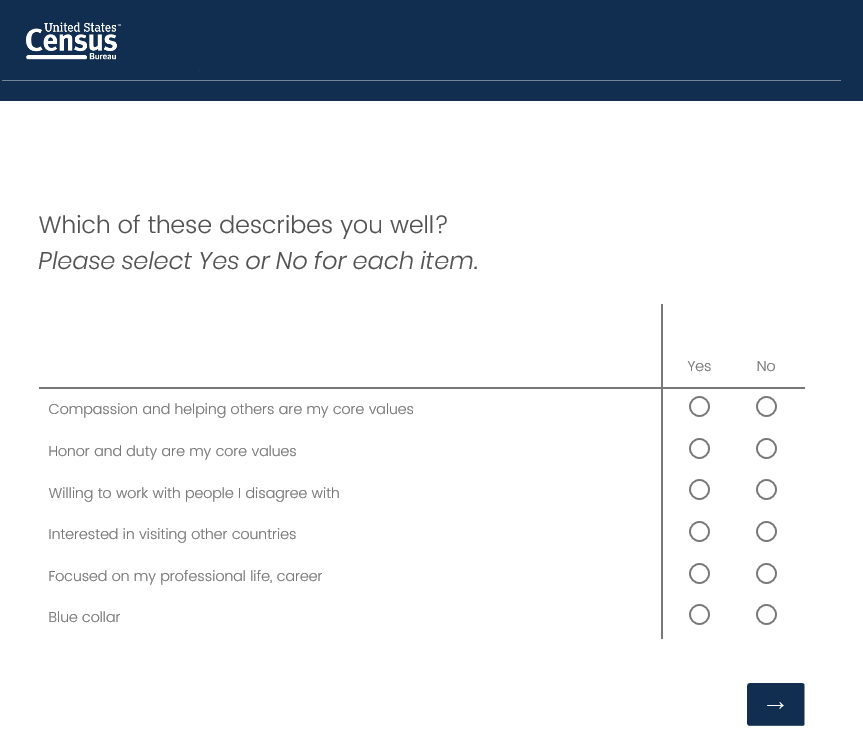 United States™
Census
Bureau
Which of these describes you well?
Please select Yes or No for each item.
Yes No
Compassion and helping others are my core values
Honor and duty are my core values
Willing to work with people I disagree with
Interested in visiting other countries
Focused on my professional life, career
Blue collar
→